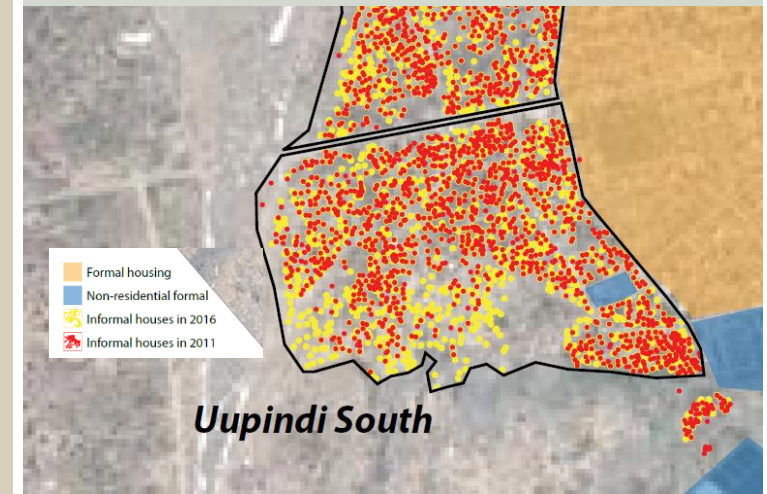 Formal housing
Non-residential formal
Informal houses in 2016
Informal houses in 2011
Uupindi South